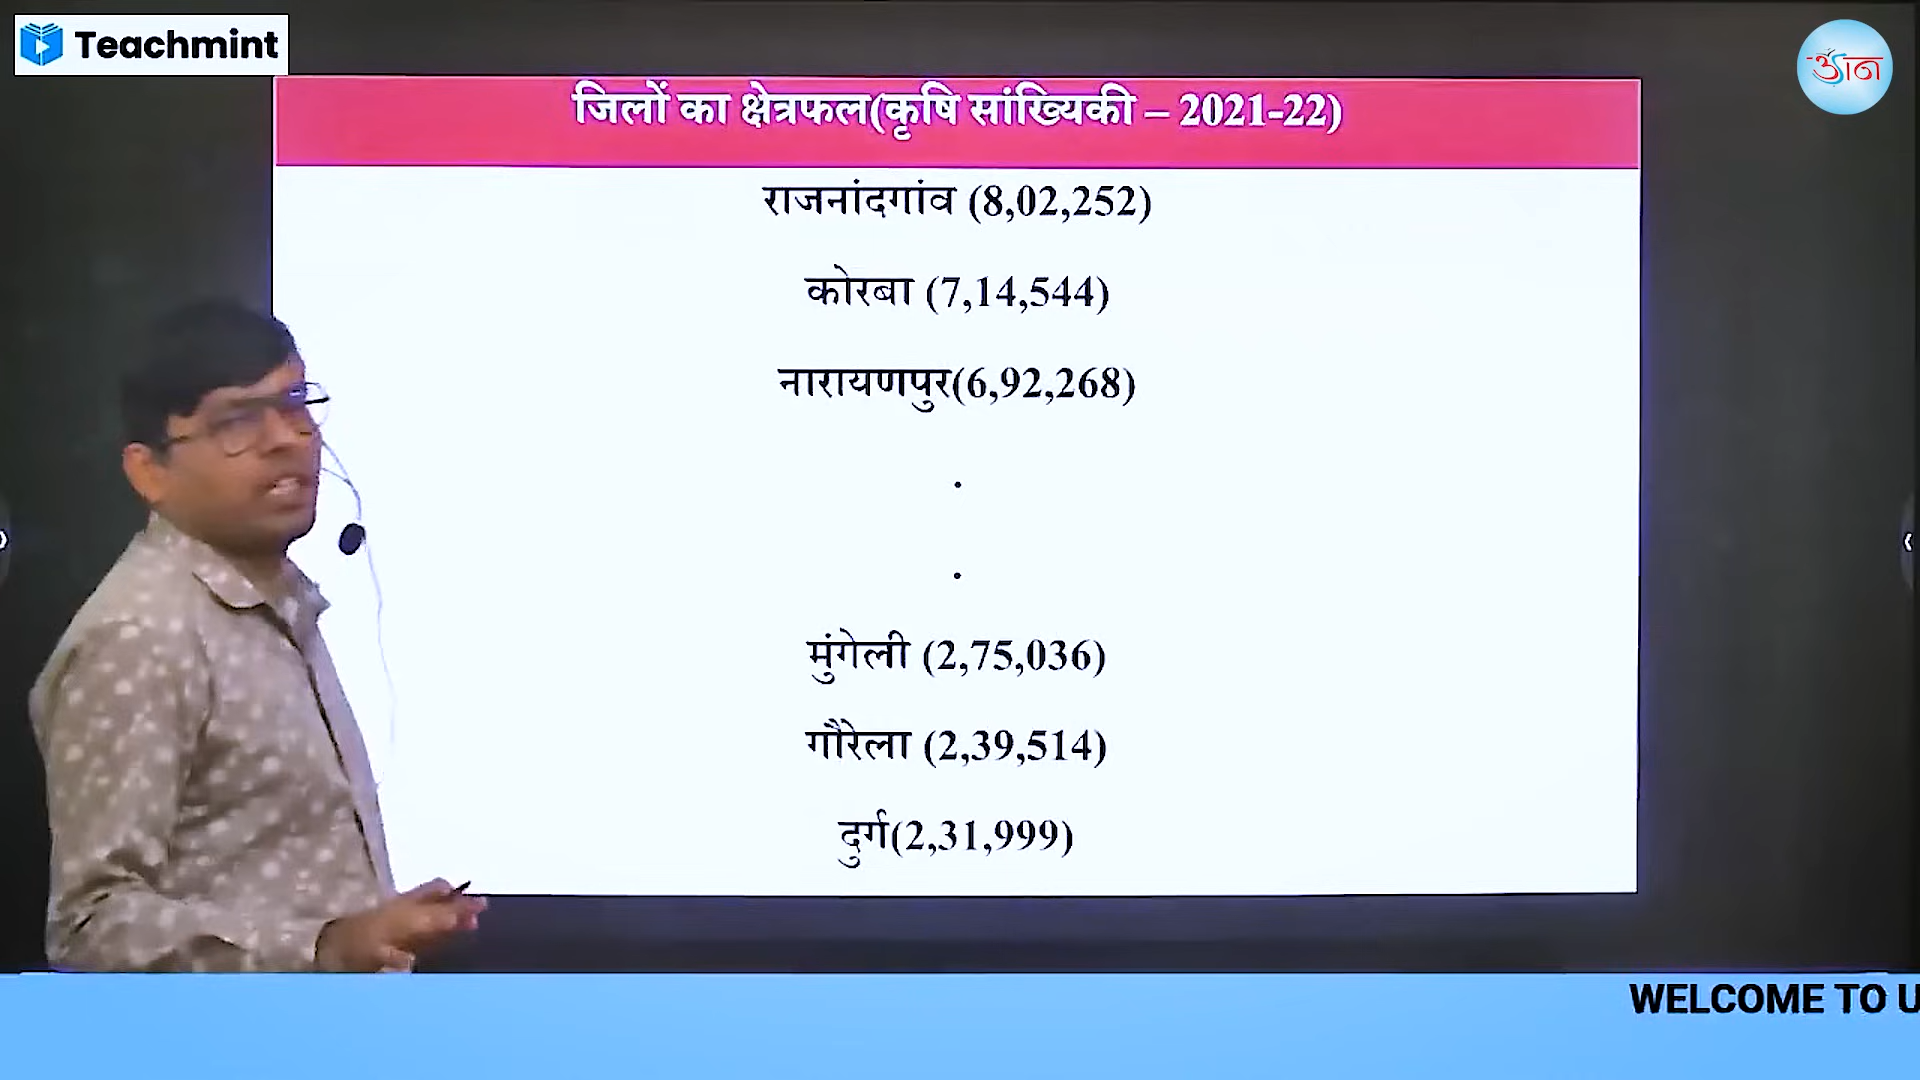 Teachmint
उड़ान
जिलों का क्षेत्रफल(कृषि सांख्यिकी – 2021-22)
राजनांदगांव (8,02,252)
कोरबा (7,14,544)
नारायणपुर(6,92,268)
.
.
मुंगेली (2,75,036)
गौरेला (2,39,514)
दुर्ग(2,31,999)
WELCOME TO U